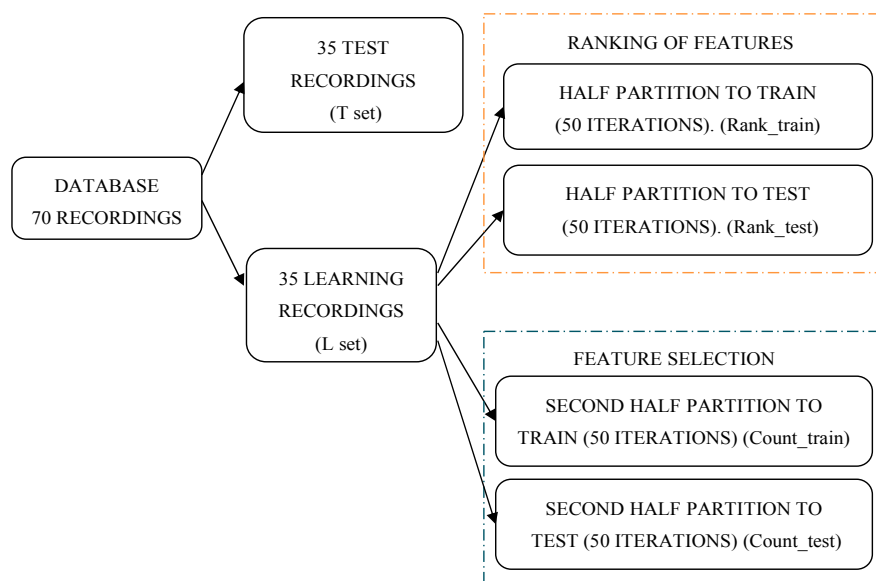 DATABASE
70 RECORDINGS
35 TEST
RECORDINGS
(T set)
35 LEARNING
RECORDINGS
(L set)
RANKING OF FEATURES
HALF PARTITION TO TRAIN
(50 ITERATIONS). (Rank_train)
HALF PARTITION TO TEST
(50 ITERATIONS). (Rank_test)
FEATURE SELECTION
SECOND HALF PARTITION TO
TRAIN (50 ITERATIONS) (Count_train)
SECOND HALF PARTITION TO
TEST (50 ITERATIONS) (Count_test)